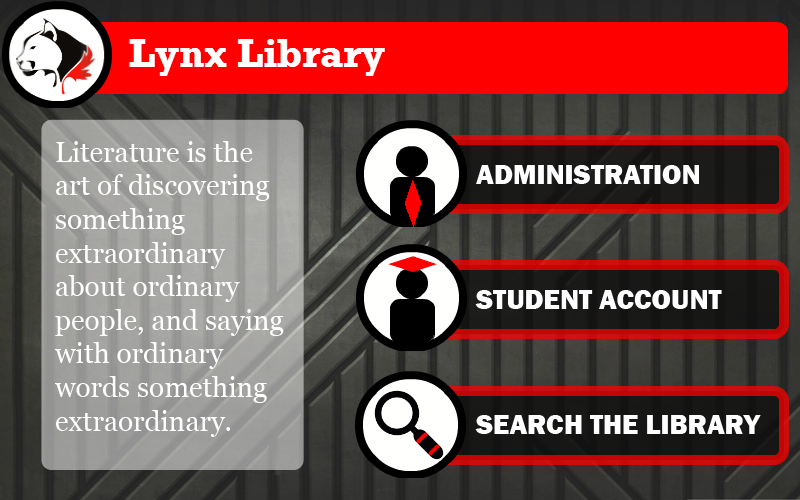 Lynx Library
Literature is the
art of discovering
something
extraordinary
about ordinary
people, and saying
with ordinary
words something
extraordinary.
ADMINISTRATION
STUDENT ACCOUNT
SEARCH THE LIBRARY